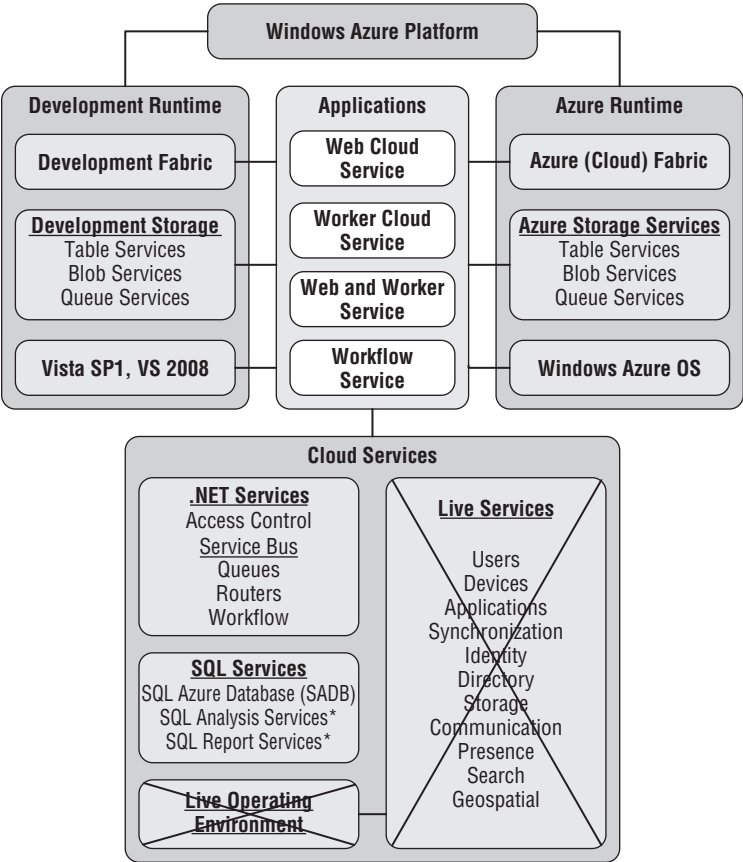 Windows Azure Platform
Development Runtime
Development Fabric
Development Storage
Table Services
Blob Services
Queue Services
Vista SP1, VS 2008
Applications
Web Cloud
Service
Worker Cloud
Service
Web and Worker
Service
Workflow
Service
Azure Runtime
Azure (Cloud) Fabric
Azure Storage Services
Table Services
Blob Services
Queue Services
Windows Azure OS
Cloud Services
.NET Services
Access Control
Service Bus
Queues
Routers
Workflow
SQL Services
SQL Azure Database (SADB)
SQL Analysis Services*
SQL Report Services*
Live Operating
Environment
Live Services
Users
Devices
Applications
Synchronization
Identity
Directory
Storage
Communication
Presence
Search
Geospatial